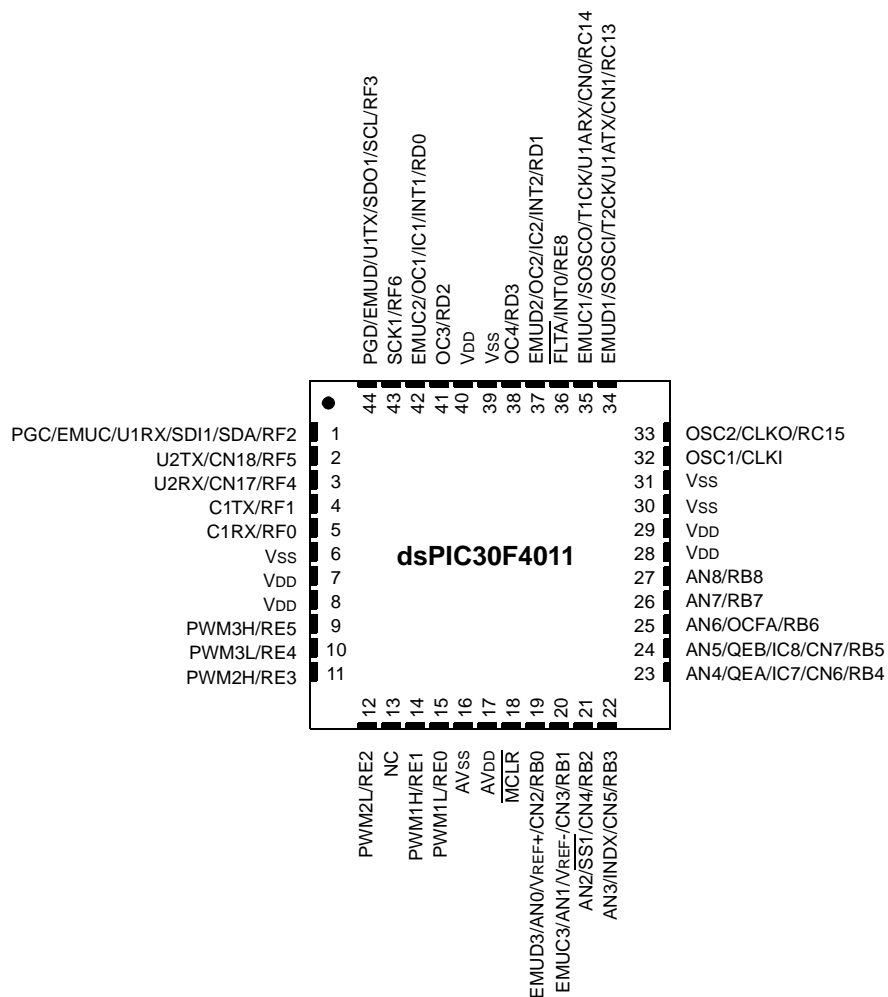 PGD/EMUD/U1TX/SDO1/SCL/RF3
SCK1/RF6
EMUC2/OC1/IC1/INT1/RD0
OC3/RD2
VDD
VSS
OC4/RD3
EMUD2/OC2/IC2/INT2/RD1
FLTA/INT0/RE8
EMUC1/SOSCO/T1CK/U1ARX/CN0/RC14
EMUD1/SOSCI/T2CK/U1ATX/CN1/RC13
44
43
42
41
40
39
38
37
36
35
34
PGC/EMUC/U1RX/SDI1/SDA/RF2 1
U2TX/CN18/RF5 2
U2RX/CN17/RF4 3
C1TX/RF1 4
C1RX/RF0 5
VSS 6
VDD 7
VDD 8
PWM3H/RE5 9
PWM3L/RE4 10
PWM2H/RE3 11
dsPIC30F4011
33 OSC2/CLKO/RC15
32 OSC1/CLKI
31 VSS
30 VSS
29 VDD
28 VDD
27 AN8/RB8
26 AN7/RB7
25 AN6/OCFA/RB6
24 AN5/QEB/IC8/CN7/RB5
23 AN4/QEA/IC7/CN6/RB4
12
13
14
15
16
17
18
19
20
21
22
PWM2L/RE2
NC
PWM1H/RE1
PWM1L/RE0
AVSS
AVDD
MCLR
EMUD3/AN0/VREF+/CN2/RB0
EMUC3/AN1/VREF-/CN3/RB1
AN2/SS1/CN4/RB2
AN3/INDX/CN5/RB3